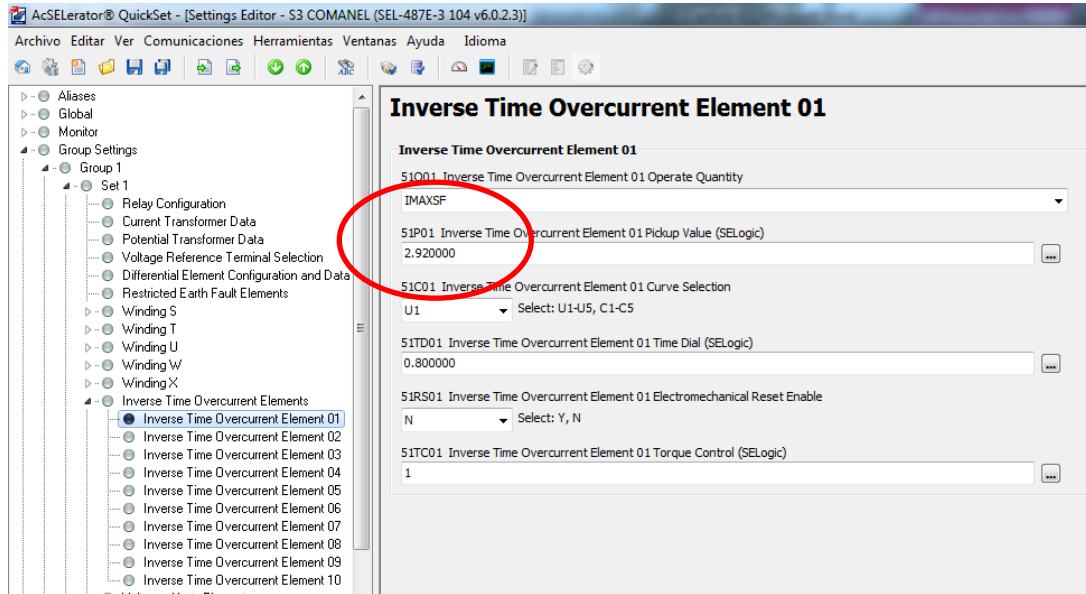 AcSELerator® QuickSet - [Settings Editor - S3 COMANEL (SEL-487E-3 104 v6.0.2.3)]
Archivo Editar Ver Comunicaciones Herramientas Ventanas Ayuda Idioma
ABC
Aliases
Global
Monitor
Group Settings
Group 1
Set 1
Relay Configuration
Current Transformer Data
Potential Transformer Data
Voltage Reference Terminal Selection
Differential Element Configuration and Data
Restricted Earth Fault Elements
Winding S
Winding T
Winding U
Winding W
Winding X
Inverse Time Overcurrent Elements
Inverse Time Overcurrent Element 01
Inverse Time Overcurrent Element 02
Inverse Time Overcurrent Element 03
Inverse Time Overcurrent Element 04
Inverse Time Overcurrent Element 05
Inverse Time Overcurrent Element 06
Inverse Time Overcurrent Element 07
Inverse Time Overcurrent Element 08
Inverse Time Overcurrent Element 09
Inverse Time Overcurrent Element 10
Inverse Time Overcurrent Element 01
Inverse Time Overcurrent Element 01
51O01 Inverse Time Overcurrent Element 01 Operate Quantity
IMAXSF
51P01 Inverse Time Overcurrent Element 01 Pickup Value (SELogic)
2.920000
...
51C01 Inverse Time Overcurrent Element 01 Curve Selection
U1 Select: U1-U5, C1-C5
51TD01 Inverse Time Overcurrent Element 01 Time Dial (SELogic)
0.800000
...
51RS01 Inverse Time Overcurrent Element 01 Electromechanical Reset Enable
N Select: Y, N
51TC01 Inverse Time Overcurrent Element 01 Torque Control (SELogic)
1
...